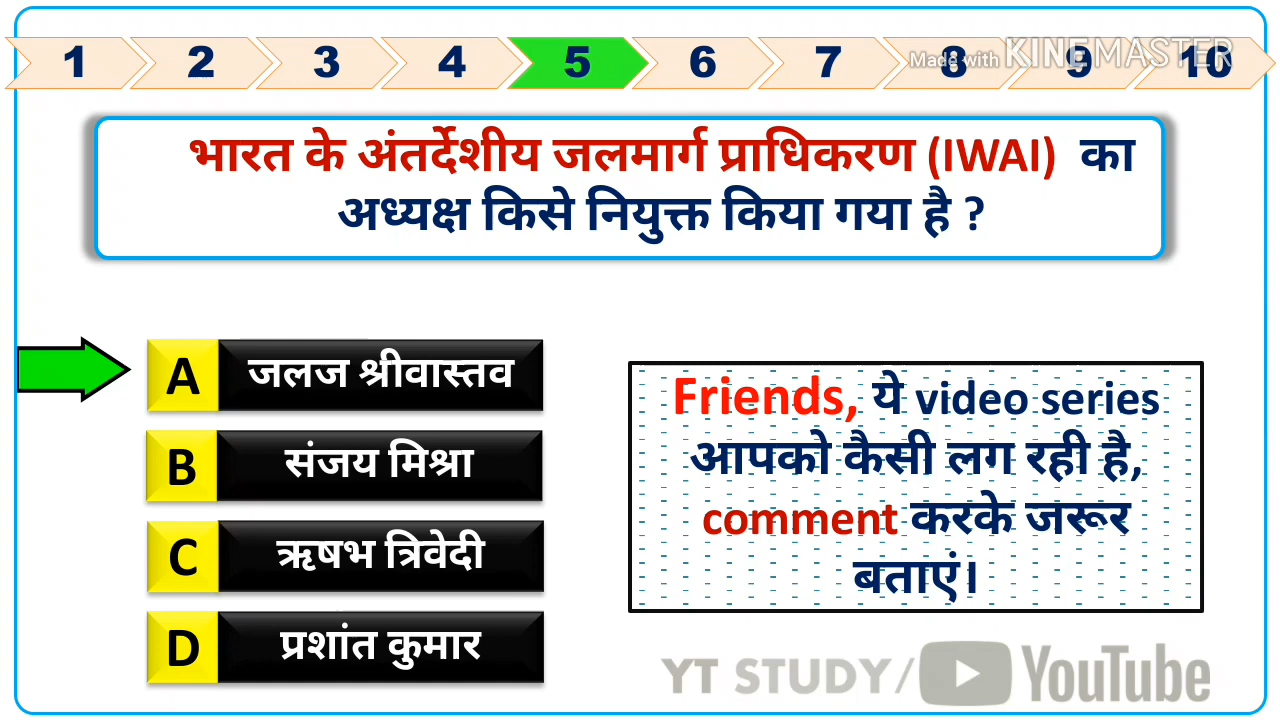 1 2 3 4 5 6 7 8 9 10
Made with KINEMASTER
भारत के अंतर्देशीय जलमार्ग प्राधिकरण (IWAI) का
अध्यक्ष किसे नियुक्त किया गया है ?
A जलज श्रीवास्तव
B संजय मिश्रा
C ऋषभ त्रिवेदी
D प्रशांत कुमार
Friends, ये video series
आपको कैसी लग रही है,
comment करके जरूर
बताएं।
YT STUDY/ YouTube